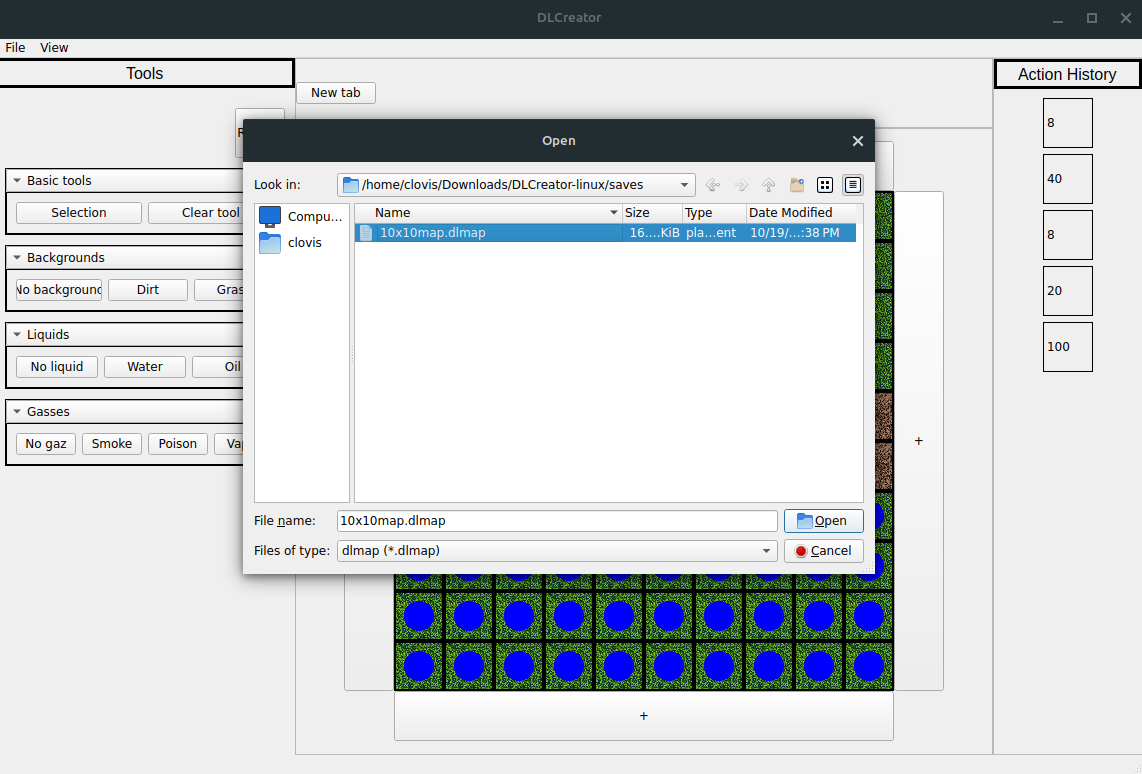 DLCreator
File View
Tools
Action History
New tab
Open
Look in: /home/clovis/Downloads/DLCreator-linux/saves
Compu...
clovis
Name Size Type Date Modified
10x10map.dlmap 16....KiB pla...ent 10/19/...:38 PM
File name: 10x10map.dlmap Open
Files of type: dlmap (*.dlmap) Cancel
Basic tools
Selection Clear tool
Backgrounds
No background Dirt Gras
Liquids
No liquid Water Oil
Gasses
No gaz Smoke Poison Va
+
+
8
40
8
20
100